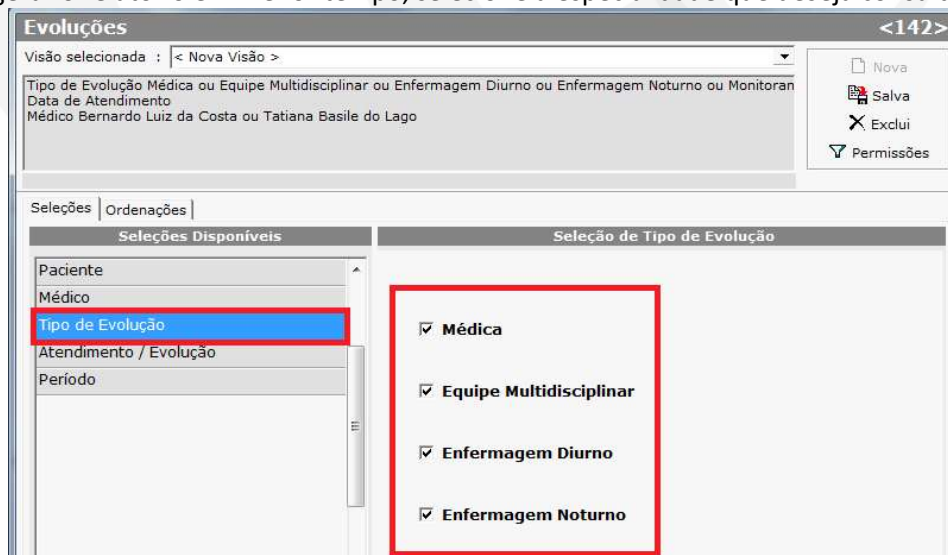 Evoluções <142>
Visão selecionada : < Nova Visão >
Nova
Salva
Exclui
Permissões
Tipo de Evolução Médica ou Equipe Multidisciplinar ou Enfermagem Diurno ou Enfermagem Noturno ou Monitoran
Data de Atendimento
Médico Bernardo Luiz da Costa ou Tatiana Basile do Lago
Seleções Ordenações
Seleções Disponíveis
Paciente
Médico
Tipo de Evolução
Atendimento / Evolução
Período
Seleção de Tipo de Evolução
Médica
Equipe Multidisciplinar
Enfermagem Diurno
Enfermagem Noturno